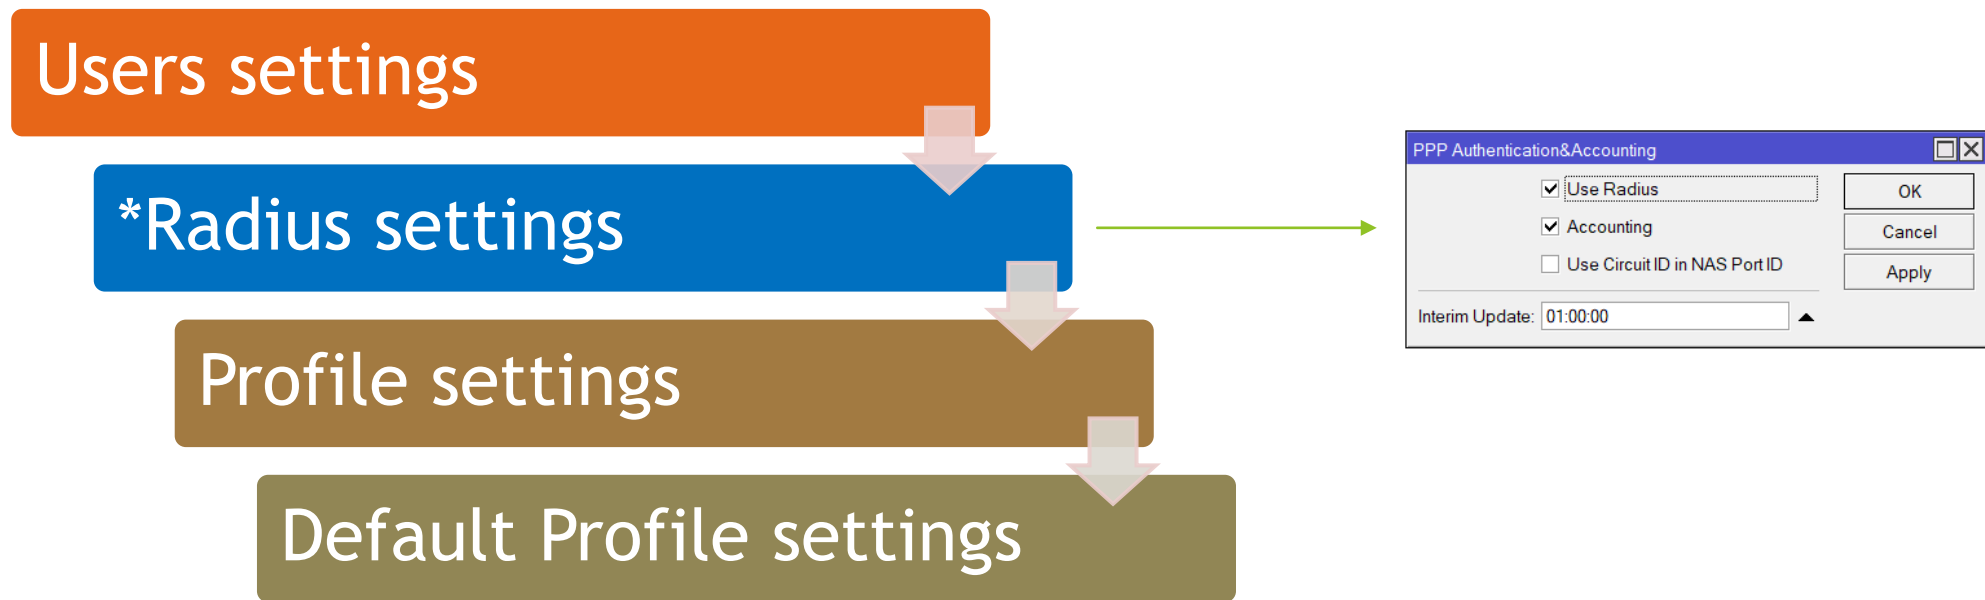 Users settings
*Radius settings
Profile settings
Default Profile settings
PPP Authentication&Accounting
Use Radius
OK
Accounting
Cancel
Use Circuit ID in NAS Port ID
Apply
Interim Update: 01:00:00